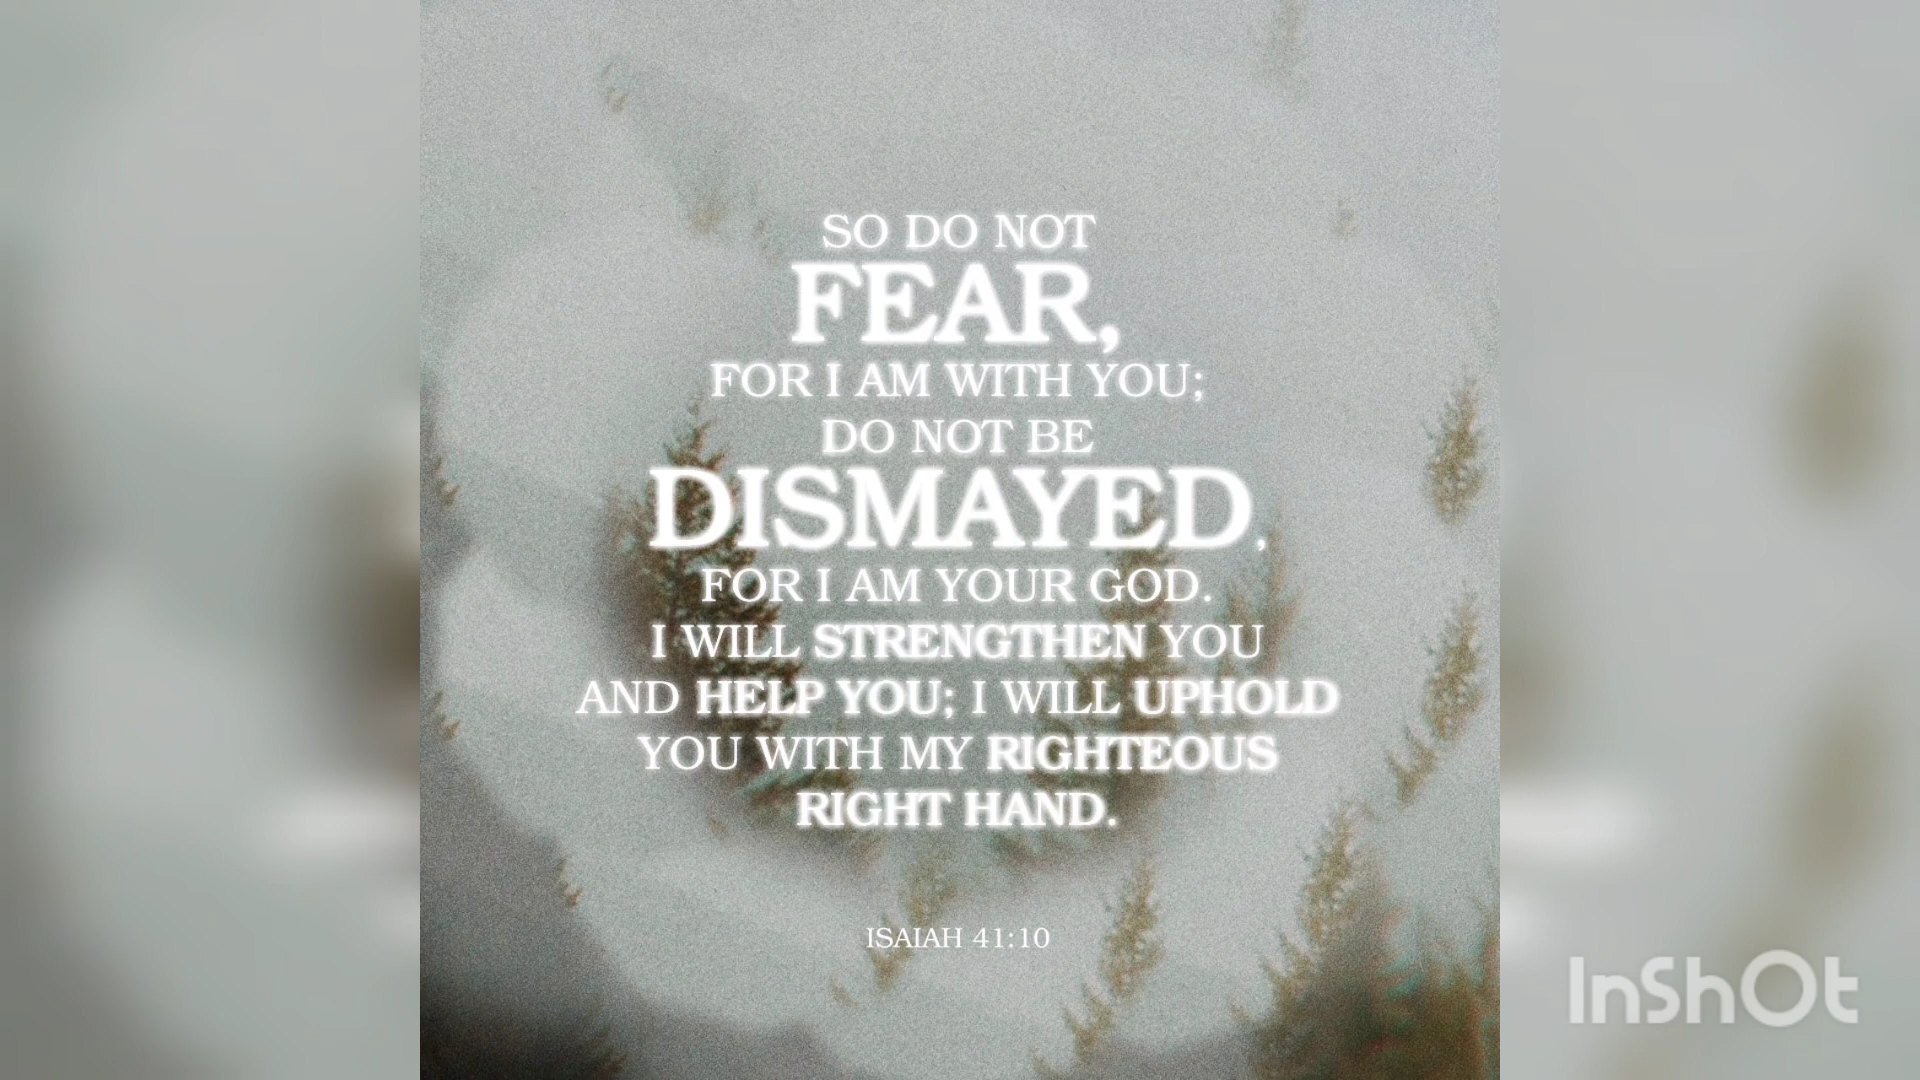 SO DO NOT
FEAR,
FOR I AM WITH YOU;
DO NOT BE
DISMAYED,
FOR I AM YOUR GOD.
I WILL STRENGTHEN YOU
AND HELP YOU; I WILL UPHOLD
YOU WITH MY RIGHTEOUS
RIGHT HAND.
ISAIAH 41:10
InShOt